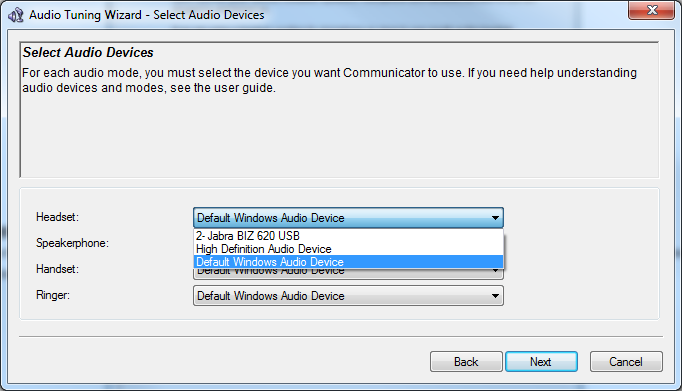 Audio Tuning Wizard - Select Audio Devices
Select Audio Devices
For each audio mode, you must select the device you want Communicator to use. If you need help understanding
audio devices and modes, see the user guide.
Headset:
Default Windows Audio Device
2- Jabra BIZ 620 USB
Speakerphone:
High Definition Audio Device
Default Windows Audio Device
Handset:
Default Windows Audio Device
Ringer:
Default Windows Audio Device
Back
Next
Cancel